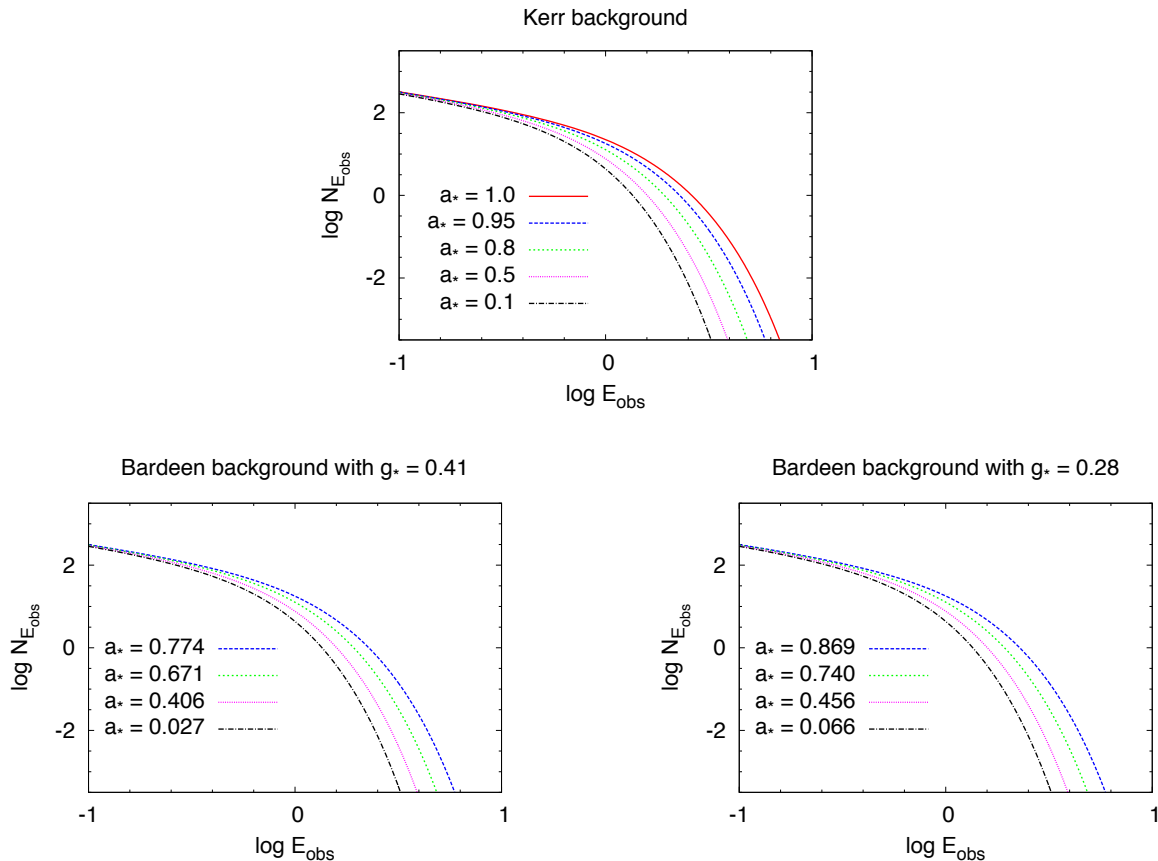 Kerr background
log N_E_obs
2
0
-2
a* = 1.0
a* = 0.95
a* = 0.8
a* = 0.5
a* = 0.1
-1 0 1
log E_obs
Bardeen background with g* = 0.41
log N_E_obs
2
0
-2
a* = 0.774
a* = 0.671
a* = 0.406
a* = 0.027
-1 0 1
log E_obs
Bardeen background with g* = 0.28
log N_E_obs
2
0
-2
a* = 0.869
a* = 0.740
a* = 0.456
a* = 0.066
-1 0 1
log E_obs